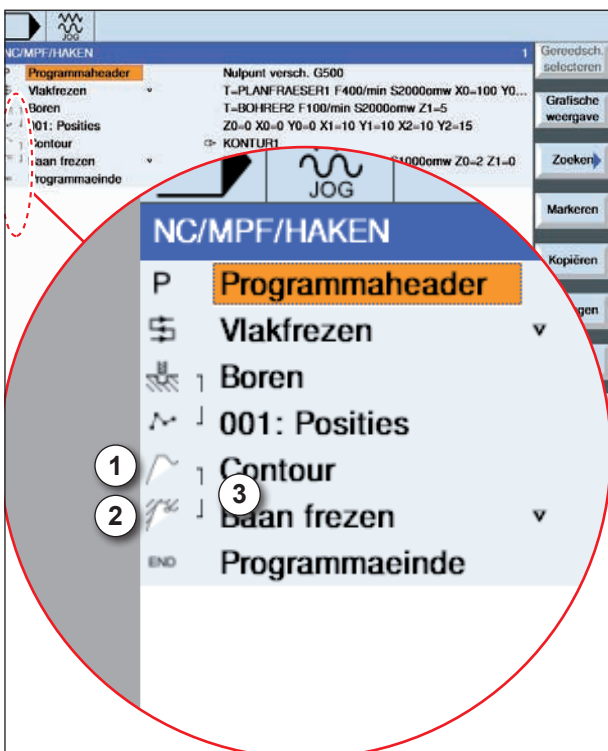 JOG
NC/MPF/HAKEN 1
P Programmaheader Nulpunt versch. G500
Vlakfrezen T=PLANFRAESER1 F400/min S2000omw X0=100 Y0...
Boren T=BOHRER2 F100/min S2000omw Z1=5
001: Posities Z0=0 X0=0 Y0=0 X1=10 Y1=10 X2=10 Y2=15
Contour KONTUR1
Baan frezen S1000omw Z0=2 Z1=0
Programmaeinde
Gereedsch.
selecteren
Grafische
weergave
Zoeken
Markeren
Kopiëren
gen
JOG
NC/MPF/HAKEN
P Programmaheader
Vlakfrezen
Boren
001: Posities
1 Contour
2 3 Baan frezen
END Programmaeinde